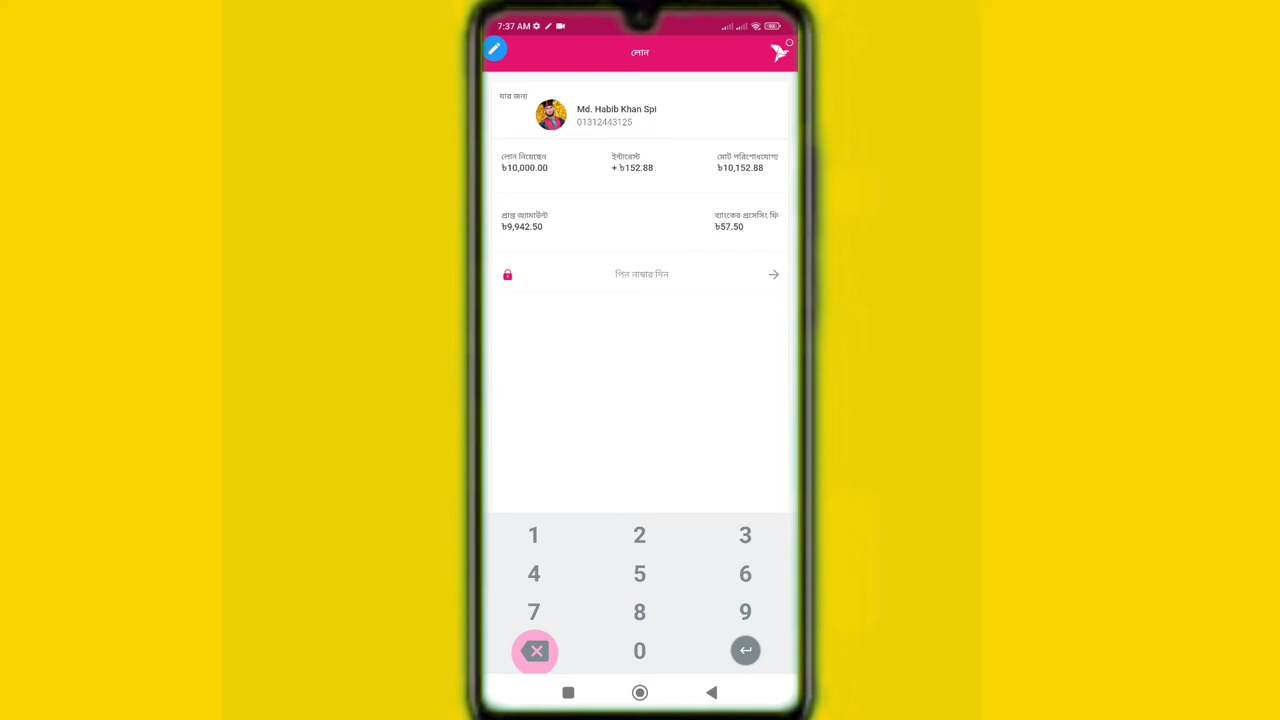 7:37 AM
লোন
যার জন্য
Md. Habib Khan Spi
01312443125
লোন নিয়েছেন ইন্টারেস্ট মোট পরিশোধযোগ্য
৳10,000.00 + ৳152.88 ৳10,152.88
প্রাপ্ত অ্যামাউন্ট ব্যাংকের প্রসেসিং ফি
৳9,942.50 ৳57.50
পিন নাম্বার দিন
1 2 3
4 5 6
7 8 9
0